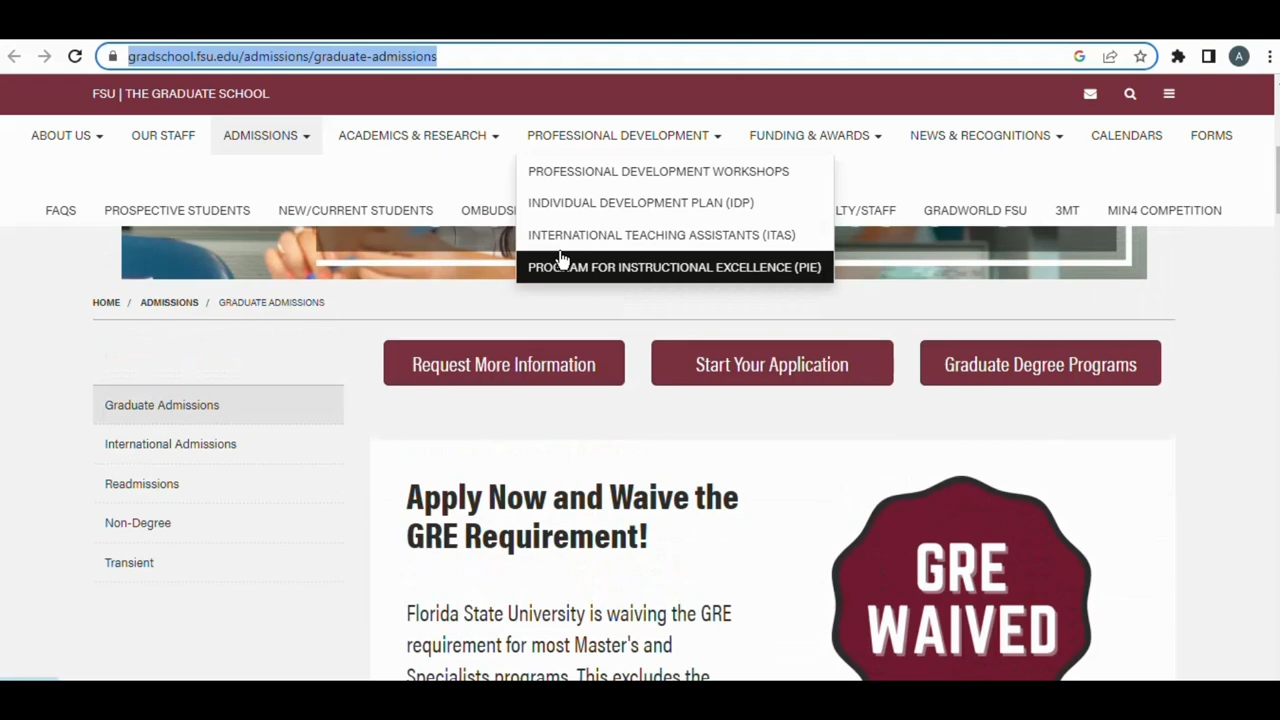 gradschool.fsu.edu/admissions/graduate-admissions
A
FSU | THE GRADUATE SCHOOL
ABOUT US OUR STAFF ADMISSIONS ACADEMICS & RESEARCH PROFESSIONAL DEVELOPMENT FUNDING & AWARDS NEWS & RECOGNITIONS CALENDARS FORMS
PROFESSIONAL DEVELOPMENT WORKSHOPS
INDIVIDUAL DEVELOPMENT PLAN (IDP)
FAQS PROSPECTIVE STUDENTS NEW/CURRENT STUDENTS GRADWORLD FSU 3MT MIN4 COMPETITION
INTERNATIONAL TEACHING ASSISTANTS (ITAS)
PROGRAM FOR INSTRUCTIONAL EXCELLENCE (PIE)
HOME / ADMISSIONS / GRADUATE ADMISSIONS
Request More Information Start Your Application Graduate Degree Programs
Graduate Admissions
International Admissions
Readmissions
Non-Degree
Transient
Apply Now and Waive the
GRE Requirement!
Florida State University is waiving the GRE
requirement for most Master's and
Specialists programs. This excludes the
GRE
WAIVED